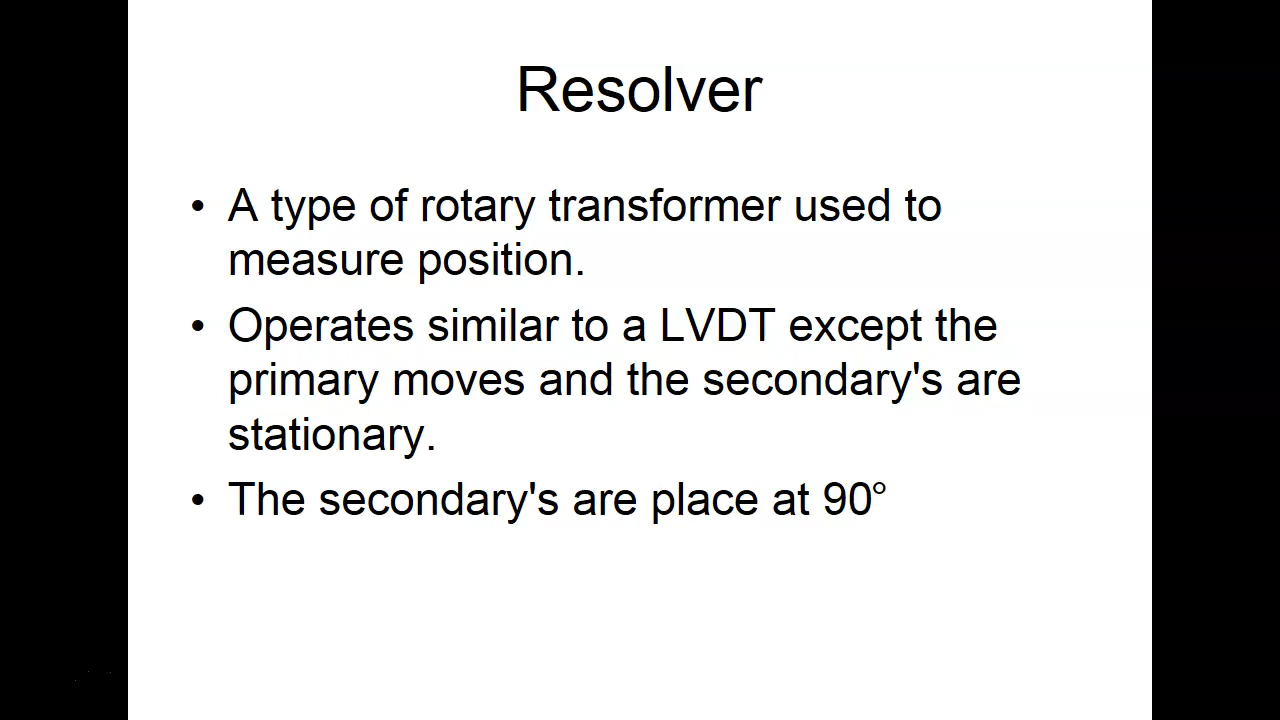 Resolver
• A type of rotary transformer used to
measure position.
• Operates similar to a LVDT except the
primary moves and the secondary's are
stationary.
• The secondary's are place at 90°